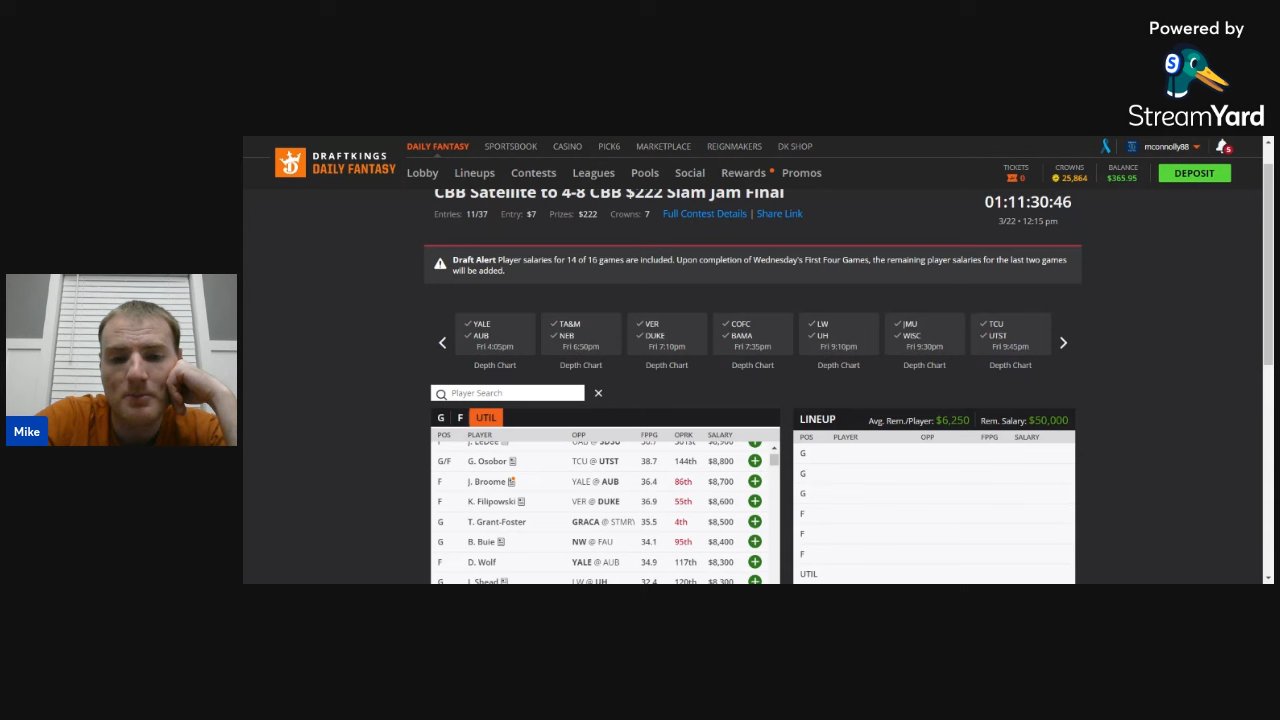 Powered by
StreamYard
DRAFTKINGS
DAILY FANTASY
DAILY FANTASY SPORTSBOOK CASINO PICK6 MARKETPLACE REIGNMAKERS DK SHOP
mconnolly88 5
Lobby Lineups Contests Leagues Pools Social Rewards Promos
TICKETS CROWNS BALANCE
0 25,864 $365.95
DEPOSIT
CBB Satellite to 4-8 CBB $222 Slam Jam Final
Entries: 11/37 Entry: $7 Prizes: $222 Crowns: 7 Full Contest Details | Share Link
01:11:30:46
3/22 • 12:15 pm
Draft Alert Player salaries for 14 of 16 games are included. Upon completion of Wednesday's First Four Games, the remaining player salaries for the last two games
will be added.
YALE TA&M VER COFC LW JMU TCU
AUB NEB DUKE BAMA UH WISC UTST
Fri 4:05pm Fri 6:50pm Fri 7:10pm Fri 7:35pm Fri 9:10pm Fri 9:30pm Fri 9:45pm
Depth Chart Depth Chart Depth Chart Depth Chart Depth Chart Depth Chart Depth Chart
Player Search
G F UTIL
POS PLAYER OPP FPPG OPRK SALARY
G/F G. Osobor TCU @ UTST 38.7 144th $8,800
F J. Broome YALE @ AUB 36.4 86th $8,700
F K. Filipowski VER @ DUKE 36.9 55th $8,600
G T. Grant-Foster GRACA @ STMRY 35.5 4th $8,500
G B. Buie NW @ FAU 34.1 95th $8,400
F D. Wolf YALE @ AUB 34.9 117th $8,300
G J. Shead LW @ UH 32.4 120th $8,300
LINEUP Avg. Rem./Player: $6,250 Rem. Salary: $50,000
POS PLAYER OPP FPPG SALARY
G
G
G
F
F
F
UTIL
Mike